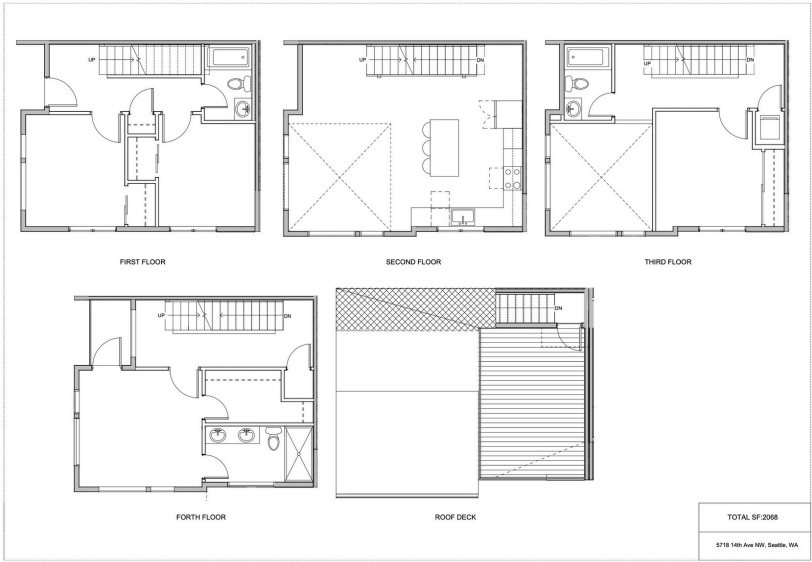 UP
UP
DN
UP
DN
FIRST FLOOR
SECOND FLOOR
THIRD FLOOR
UP
DN
DN
FORTH FLOOR
ROOF DECK
TOTAL SF:2068
5718 14th Ave NW, Seattle, WA